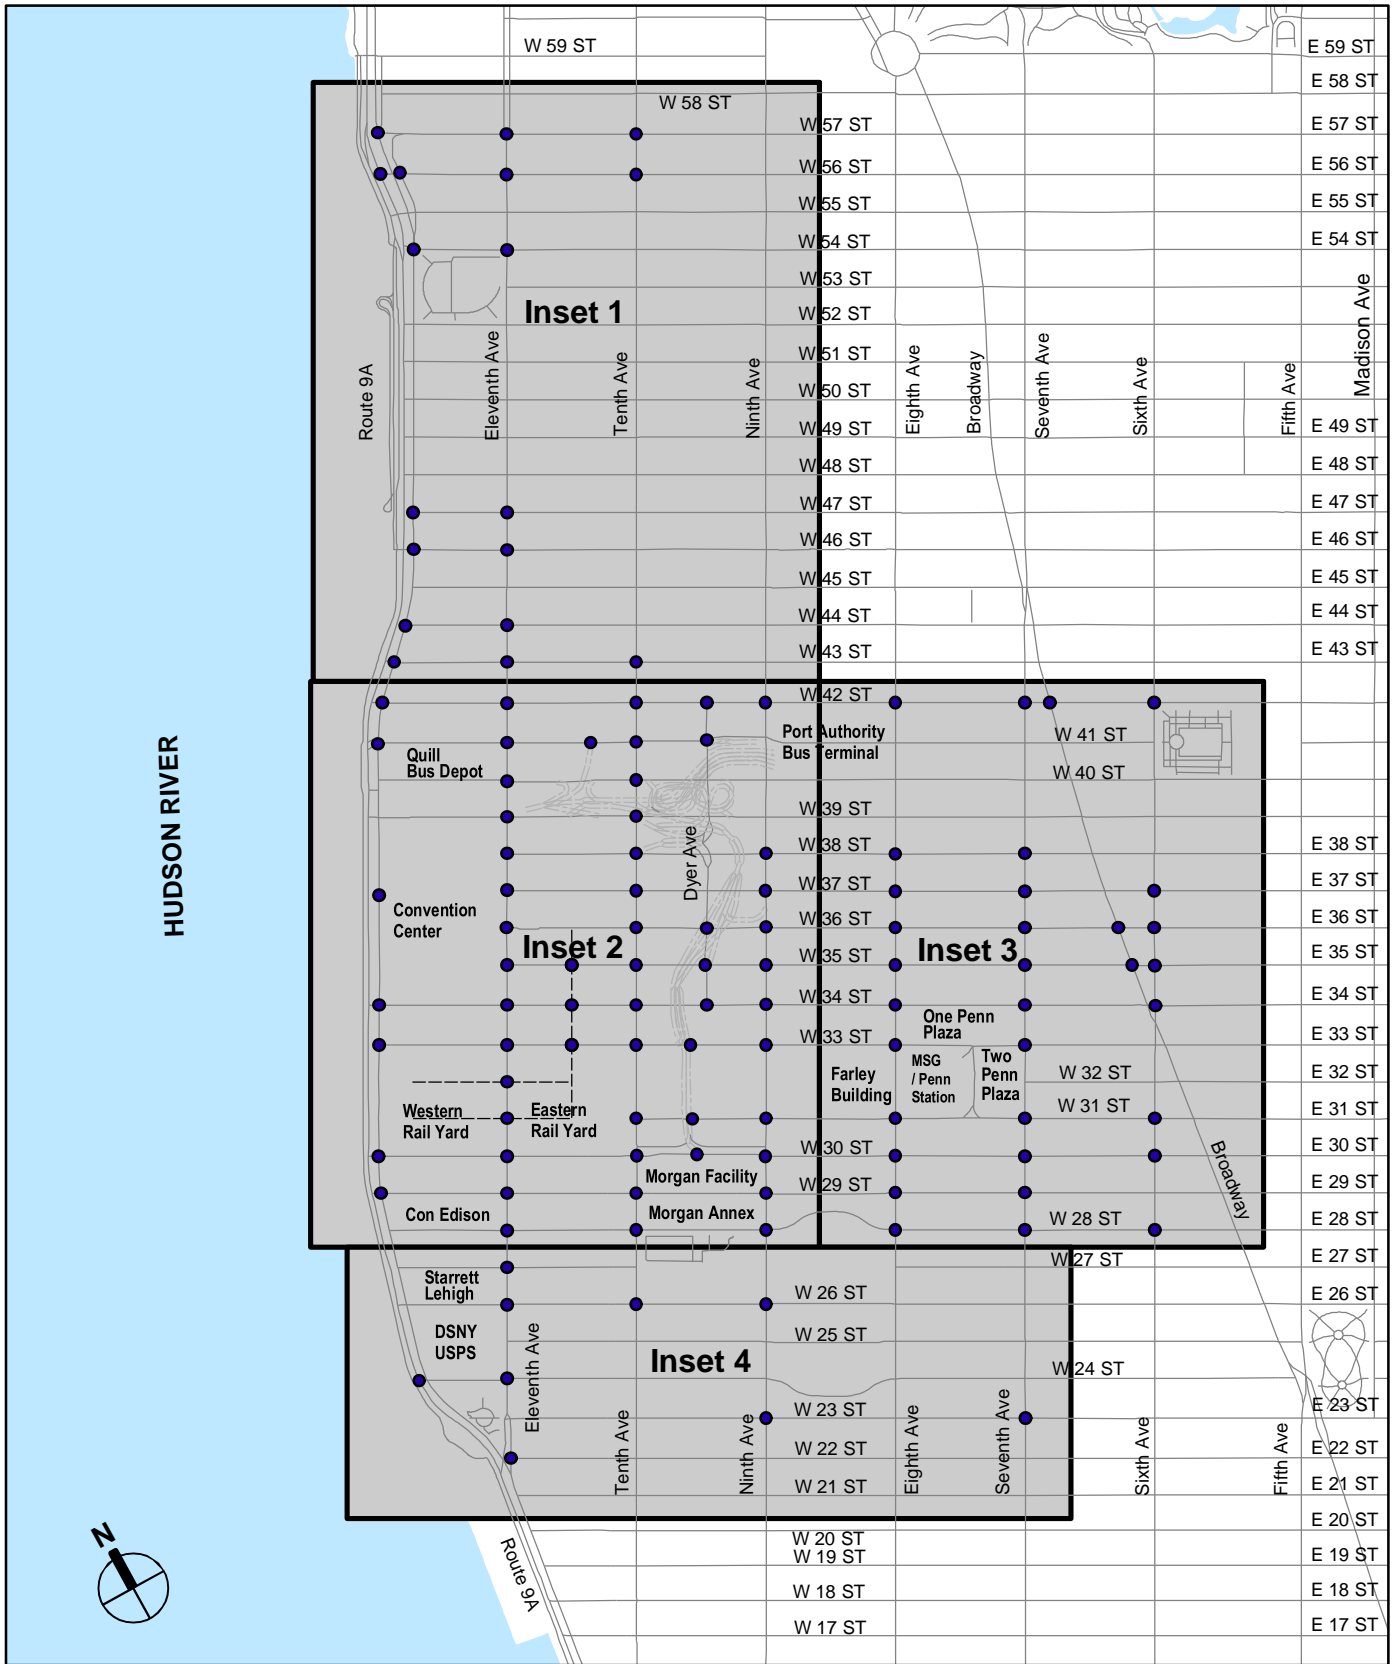 W 59 ST
E 59 ST
E 58 ST
W 58 ST
W 57 ST
E 57 ST
W 56 ST
E 56 ST
W 55 ST
E 55 ST
W 54 ST
E 54 ST
W 53 ST
Inset 1
W 52 ST
Madison Ave
Route 9A
Eleventh Ave
Tenth Ave
Ninth Ave
W 51 ST
Eighth Ave
Broadway
Seventh Ave
Sixth Ave
Fifth Ave
W 50 ST
W 49 ST
E 49 ST
W 48 ST
E 48 ST
W 47 ST
E 47 ST
W 46 ST
E 46 ST
W 45 ST
E 45 ST
W 44 ST
E 44 ST
W 43 ST
E 43 ST
W 42 ST
Port Authority
Bus Terminal
W 41 ST
Quill
Bus Depot
W 40 ST
HUDSON RIVER
W 39 ST
Dyer Ave
W 38 ST
E 38 ST
W 37 ST
E 37 ST
Convention
Center
W 36 ST
E 36 ST
Inset 2
Inset 3
W 35 ST
E 35 ST
W 34 ST
E 34 ST
One Penn
Plaza
W 33 ST
E 33 ST
MSG
/ Penn
Station
Two
Penn
Plaza
Farley
Building
W 32 ST
E 32 ST
Western
Rail Yard
Eastern
Rail Yard
W 31 ST
E 31 ST
W 30 ST
E 30 ST
Broadway
Morgan Facility
W 29 ST
E 29 ST
Con Edison
Morgan Annex
W 28 ST
E 28 ST
W 27 ST
E 27 ST
Starrett
Lehigh
W 26 ST
E 26 ST
DSNY
USPS
W 25 ST
Eleventh Ave
Inset 4
W 24 ST
W 23 ST
E 23 ST
Tenth Ave
Ninth Ave
Eighth Ave
Seventh Ave
Sixth Ave
Fifth Ave
W 22 ST
E 22 ST
W 21 ST
E 21 ST
E 20 ST
N
Route 9A
W 20 ST
W 19 ST
E 19 ST
W 18 ST
E 18 ST
W 17 ST
E 17 ST